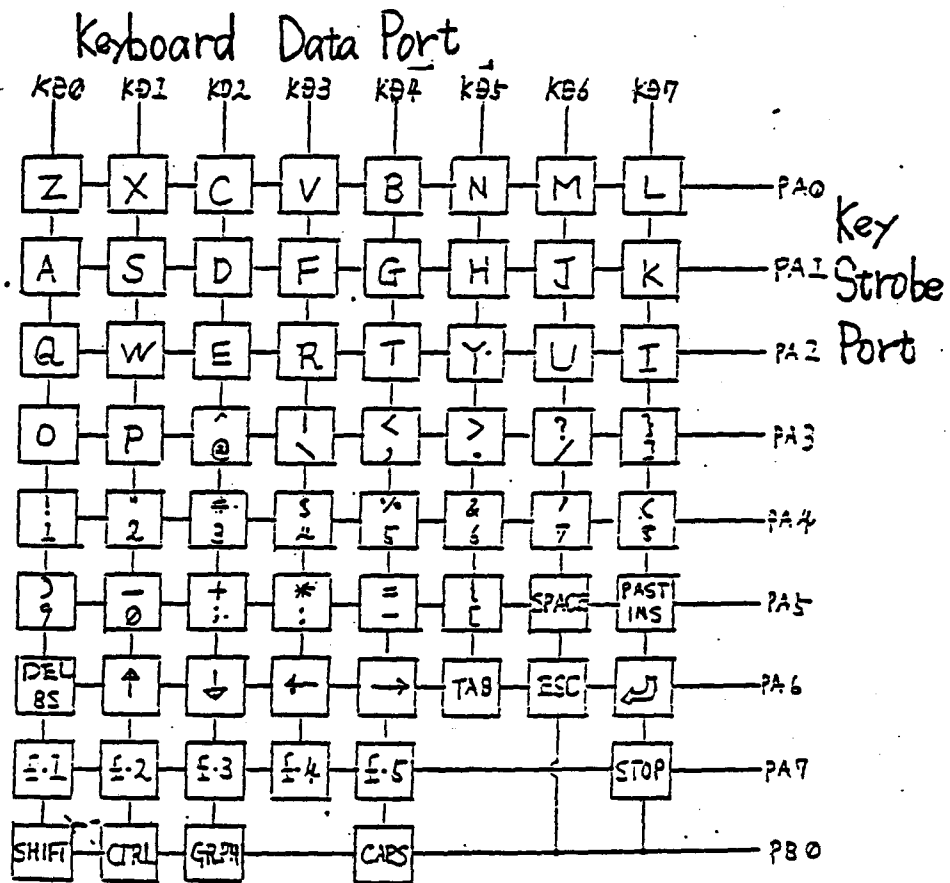 Keyboard Data Port
KD0 KD1 KD2 KD3 KD4 KD5 KD6 KD7
Z X C V B N M L PA0
Key
A S D F G H J K PA1
Strobe
Q W E R T Y U I PA2
Port
^ | < > ? }
O P @ \ , . / ] PA3
! " # $ % & ' (
1 2 3 4 5 6 7 8 PA4
) _ + * = { PAST
9 0 ; : - [ SPACE INS PA5
DEL
BS ↑ ↓ ← → TAB ESC ↵ PA6
F.1 F.2 F.3 F.4 F.5 STOP PA7
SHIFT CTRL GRPH CAPS PB0